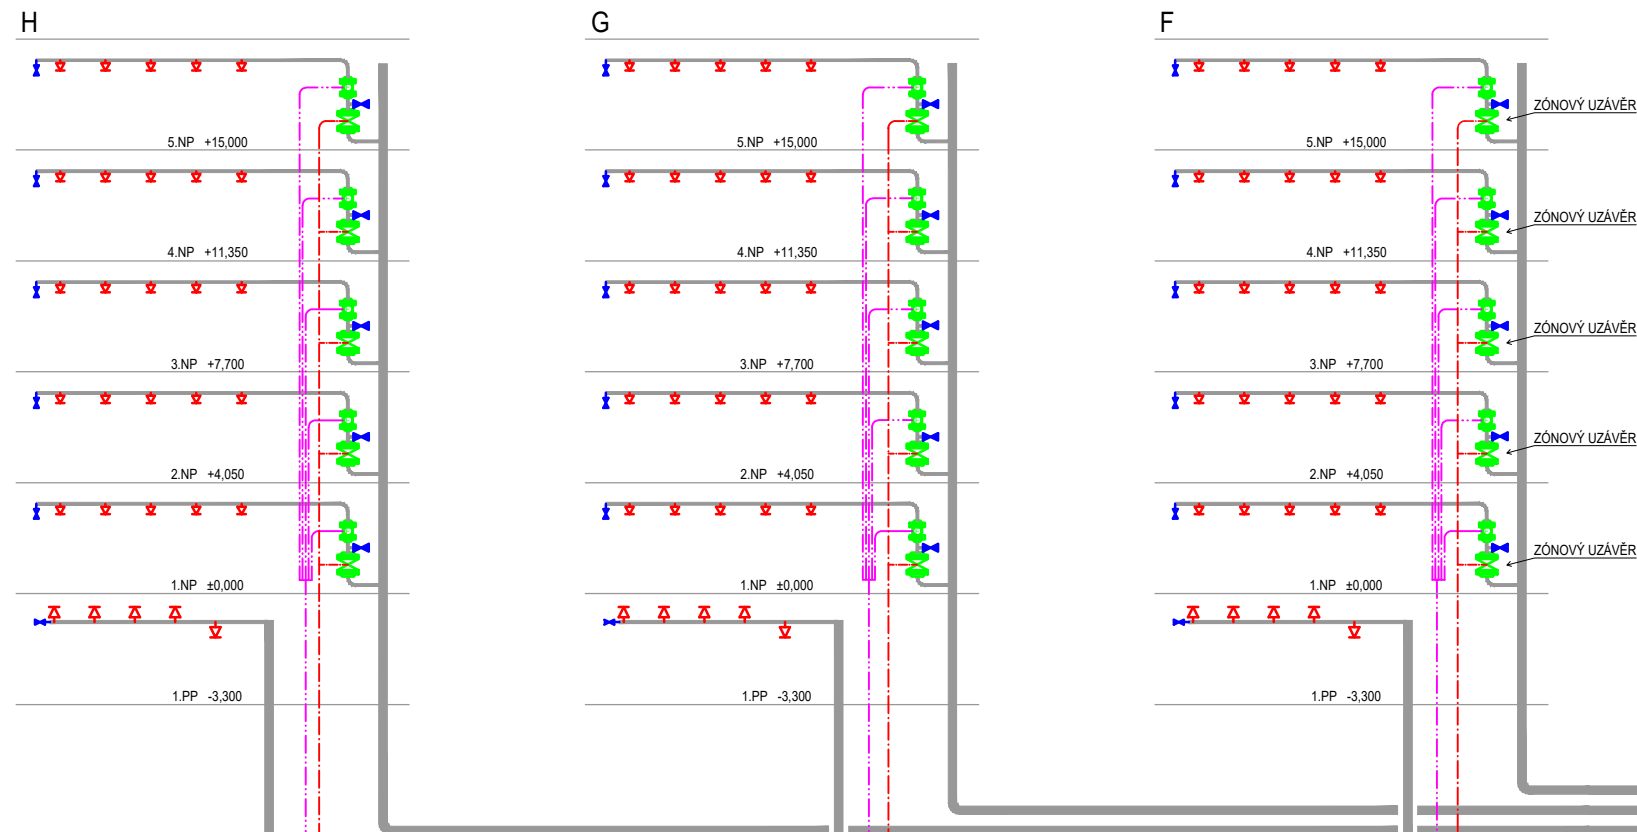 H
G
F
ZÓNOVÝ UZÁVĚR
5.NP +15,000
5.NP +15,000
5.NP +15,000
ZÓNOVÝ UZÁVĚR
4.NP +11,350
4.NP +11,350
4.NP +11,350
ZÓNOVÝ UZÁVĚR
3.NP +7,700
3.NP +7,700
3.NP +7,700
ZÓNOVÝ UZÁVĚR
2.NP +4,050
2.NP +4,050
2.NP +4,050
ZÓNOVÝ UZÁVĚR
1.NP ±0,000
1.NP ±0,000
1.NP ±0,000
1.PP -3,300
1.PP -3,300
1.PP -3,300